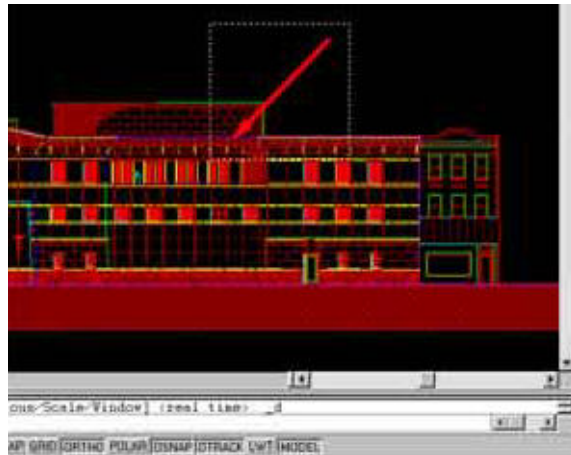 ous/Scale/Window] <real time> _d
AP GRID ORTHO POLAR OSNAP OTRACK LWT MODEL